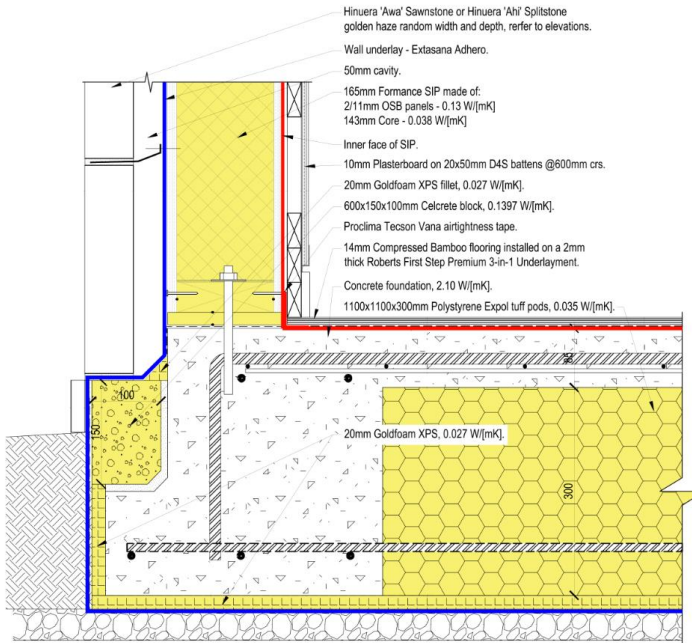 Hinuera 'Awa' Sawnstone or Hinuera 'Ahi' Splitstone
golden haze random width and depth, rerfer to elevations.
Wall underlay - Extasana Adhero.
50mm cavity.
165mm Formance SIP made of:
2/11mm OSB panels - 0.13 W/[mK]
143mm Core - 0.038 W/[mK]
Inner face of SIP.
10mm Plasterboard on 20x50mm D4S battens @600mm crs.
20mm Goldfoam XPS fillet, 0.027 W/[mK].
600x150x100mm Celcrete block, 0.1397 W/[mK].
Proclima Tecson Vana airtightness tape.
14mm Compressed Bamboo flooring installed on a 2mm
thick Roberts First Step Premium 3-in-1 Underlayment.
Concrete foundation, 2.10 W/[mK].
1100x1100x300mm Polystyrene Expol tuff pods, 0.035 W/[mK].
85
100
150
20mm Goldfoam XPS, 0.027 W/[mK].
300